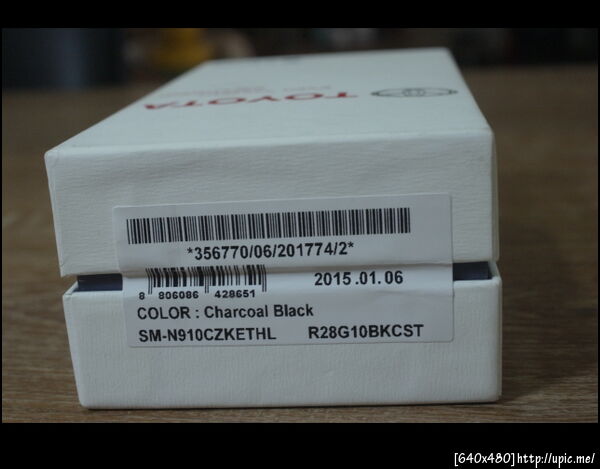 TOYOTA
*356770/06/201774/2*
8 806086 428651
2015.01.06
COLOR : Charcoal Black
SM-N910CZKETHL R28G10BKCST
[640x480]http://upic.me/